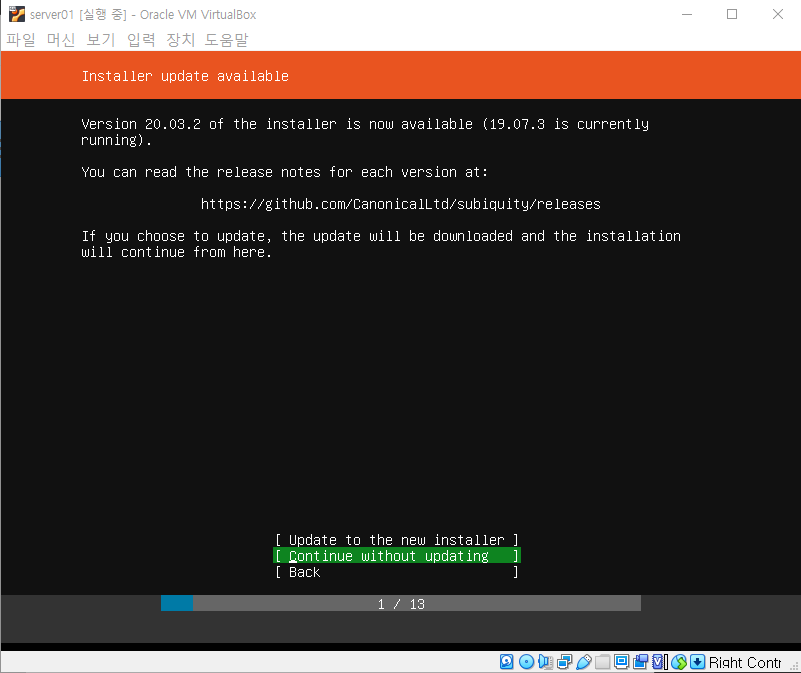 server01 [실행 중] - Oracle VM VirtualBox
파일 머신 보기 입력 장치 도움말
Installer update available
Version 20.03.2 of the installer is now available (19.07.3 is currently
running).
You can read the release notes for each version at:
https://github.com/CanonicalLtd/subiquity/releases
If you choose to update, the update will be downloaded and the installation
will continue from here.
[ Update to the new installer ]
[ Continue without updating ]
[ Back ]
1 / 13
Right Contr